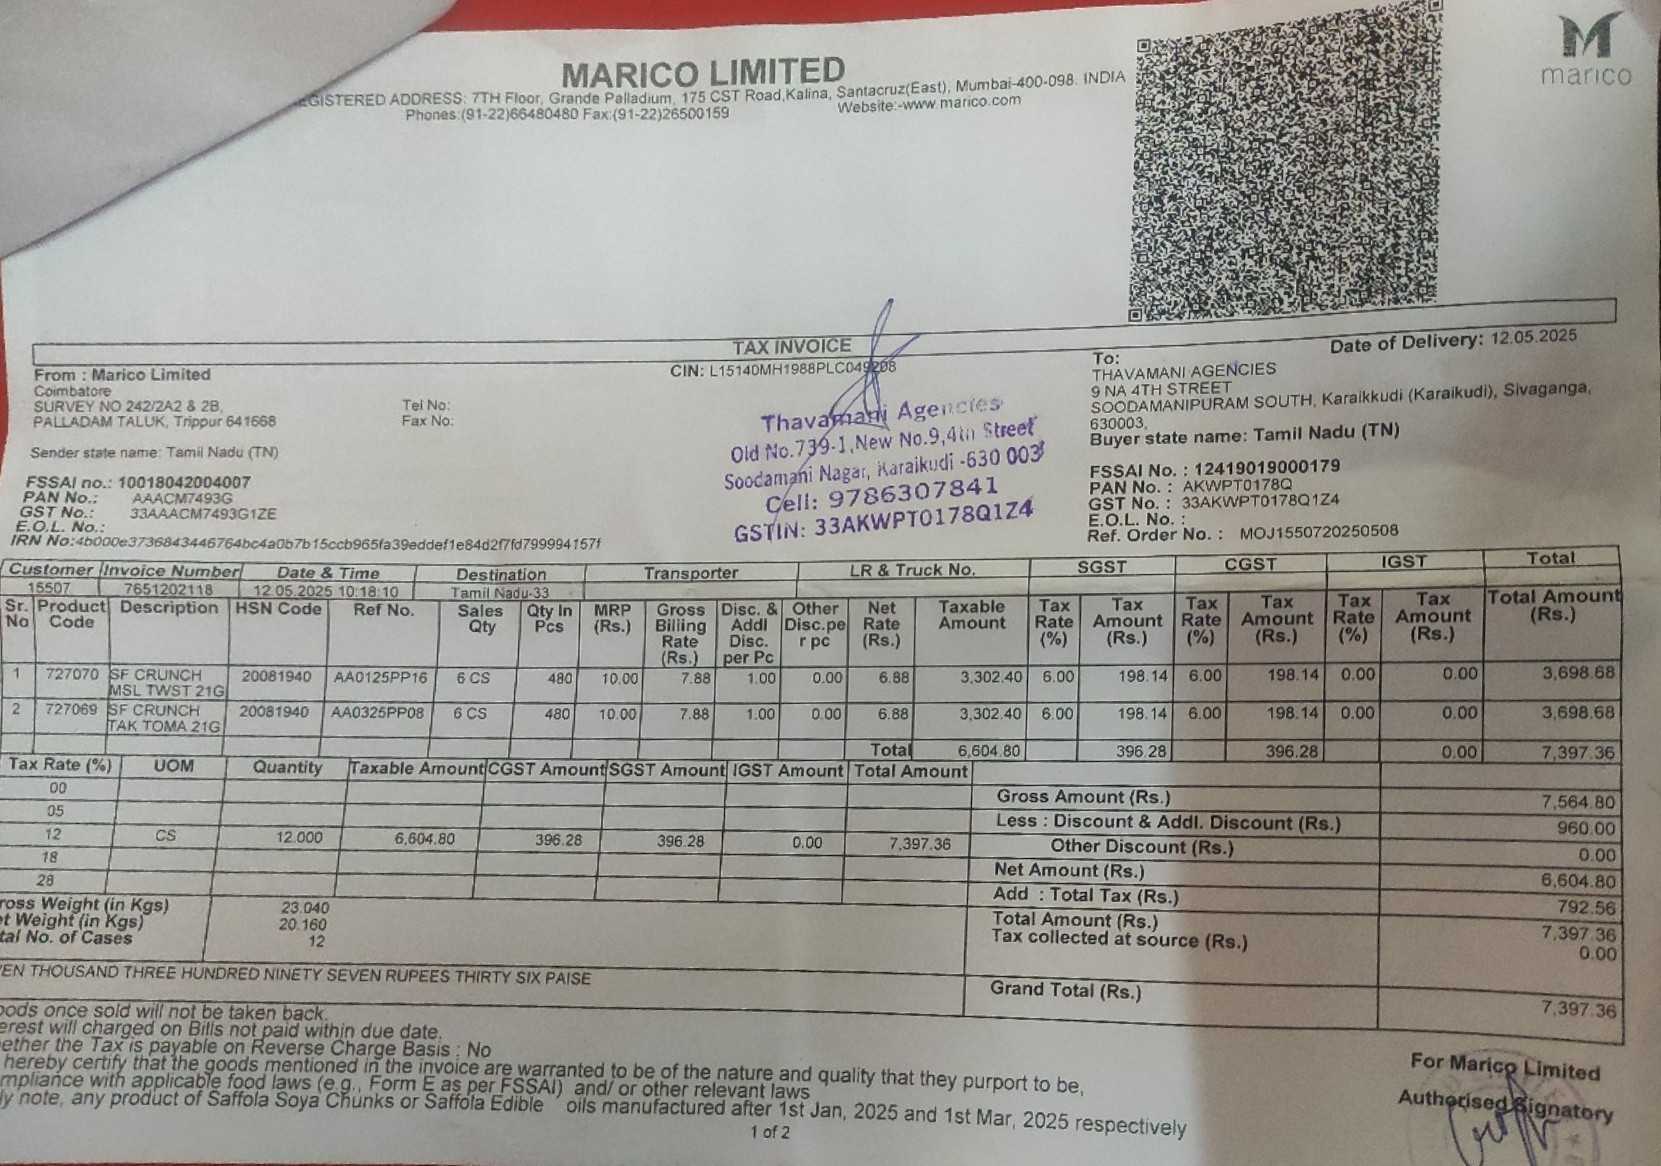 MARICO LIMITED
EGISTERED ADDRESS: 7TH Floor, Grande Palladium, 175 CST Road,Kalina, Santacruz(East), Mumbai-400-098. INDIA
Phones:(91-22)66480480 Fax:(91-22)26500159 Website:-www.marico.com
marico
TAX INVOICE
Date of Delivery: 12.05.2025
CIN: L15140MH1988PLC049208
From : Marico Limited
Coimbatore
SURVEY NO 242/2A2 & 2B,
PALLADAM TALUK, Trippur 641668
Tel No:
Fax No:
Sender state name: Tamil Nadu (TN)
FSSAI no.: 10018042004007
PAN No.: AAACM7493G
GST No.: 33AAACM7493G1ZE
E.O.L. No.:
IRN No:4b000e3736843446764bc4a0b7b15ccb965fa39eddef1e84d2f7fd799994157f
Thavamani Agencies
Old No.739-1,New No.9,4th Street
Soodamani Nagar, Karaikudi -630 003
Cell: 9786307841
GSTIN: 33AKWPT0178Q1Z4
To:
THAVAMANI AGENCIES
9 NA 4TH STREET
SOODAMANIPURAM SOUTH, Karaikkudi (Karaikudi), Sivaganga,
630003,
Buyer state name: Tamil Nadu (TN)
FSSAI No. : 12419019000179
PAN No. : AKWPT0178Q
GST No. : 33AKWPT0178Q1Z4
E.O.L. No. :
Ref. Order No. : MOJ1550720250508
Customer Invoice Number Date & Time Destination Transporter LR & Truck No. SGST CGST IGST Total
15507 7651202118 12.05.2025 10:18:10 Tamil Nadu-33
Sr. No Product Code Description HSN Code Ref No. Sales Qty Qty In Pcs MRP (Rs.) Gross Billing Rate (Rs.) Disc. & Addl Disc. per Pc Other Disc.pe r pc Net Rate (Rs.) Taxable Amount Tax Rate (%) Tax Amount (Rs.) Tax Rate (%) Tax Amount (Rs.) Tax Rate (%) Tax Amount (Rs.) Total Amount (Rs.)
1 727070 SF CRUNCH MSL TWST 21G 20081940 AA0125PP16 6 CS 480 10.00 7.88 1.00 0.00 6.88 3,302.40 6.00 198.14 6.00 198.14 0.00 0.00 3,698.68
2 727069 SF CRUNCH TAK TOMA 21G 20081940 AA0325PP08 6 CS 480 10.00 7.88 1.00 0.00 6.88 3,302.40 6.00 198.14 6.00 198.14 0.00 0.00 3,698.68
Total 6,604.80 396.28 396.28 0.00 7,397.36
Tax Rate (%) UOM Quantity Taxable Amount CGST Amount SGST Amount IGST Amount Total Amount
00
05
12 CS 12.000 6,604.80 396.28 396.28 0.00 7,397.36
18
28
Gross Amount (Rs.) 7,564.80
Less : Discount & Addl. Discount (Rs.) 960.00
Other Discount (Rs.) 0.00
Net Amount (Rs.) 6,604.80
Add : Total Tax (Rs.) 792.56
Total Amount (Rs.) 7,397.36
Tax collected at source (Rs.) 0.00
Grand Total (Rs.) 7,397.36
ross Weight (in Kgs) 23.040
t Weight (in Kgs) 20.160
tal No. of Cases 12
EN THOUSAND THREE HUNDRED NINETY SEVEN RUPEES THIRTY SIX PAISE
oods once sold will not be taken back.
erest will charged on Bills not paid within due date.
ether the Tax is payable on Reverse Charge Basis : No
hereby certify that the goods mentioned in the invoice are warranted to be of the nature and quality that they purport to be,
mpliance with applicable food laws (e.g., Form E as per FSSAI) and/ or other relevant laws
ly note, any product of Saffola Soya Chunks or Saffola Edible oils manufactured after 1st Jan, 2025 and 1st Mar, 2025 respectively
1 of 2
For Marico Limited
Authorised Signatory